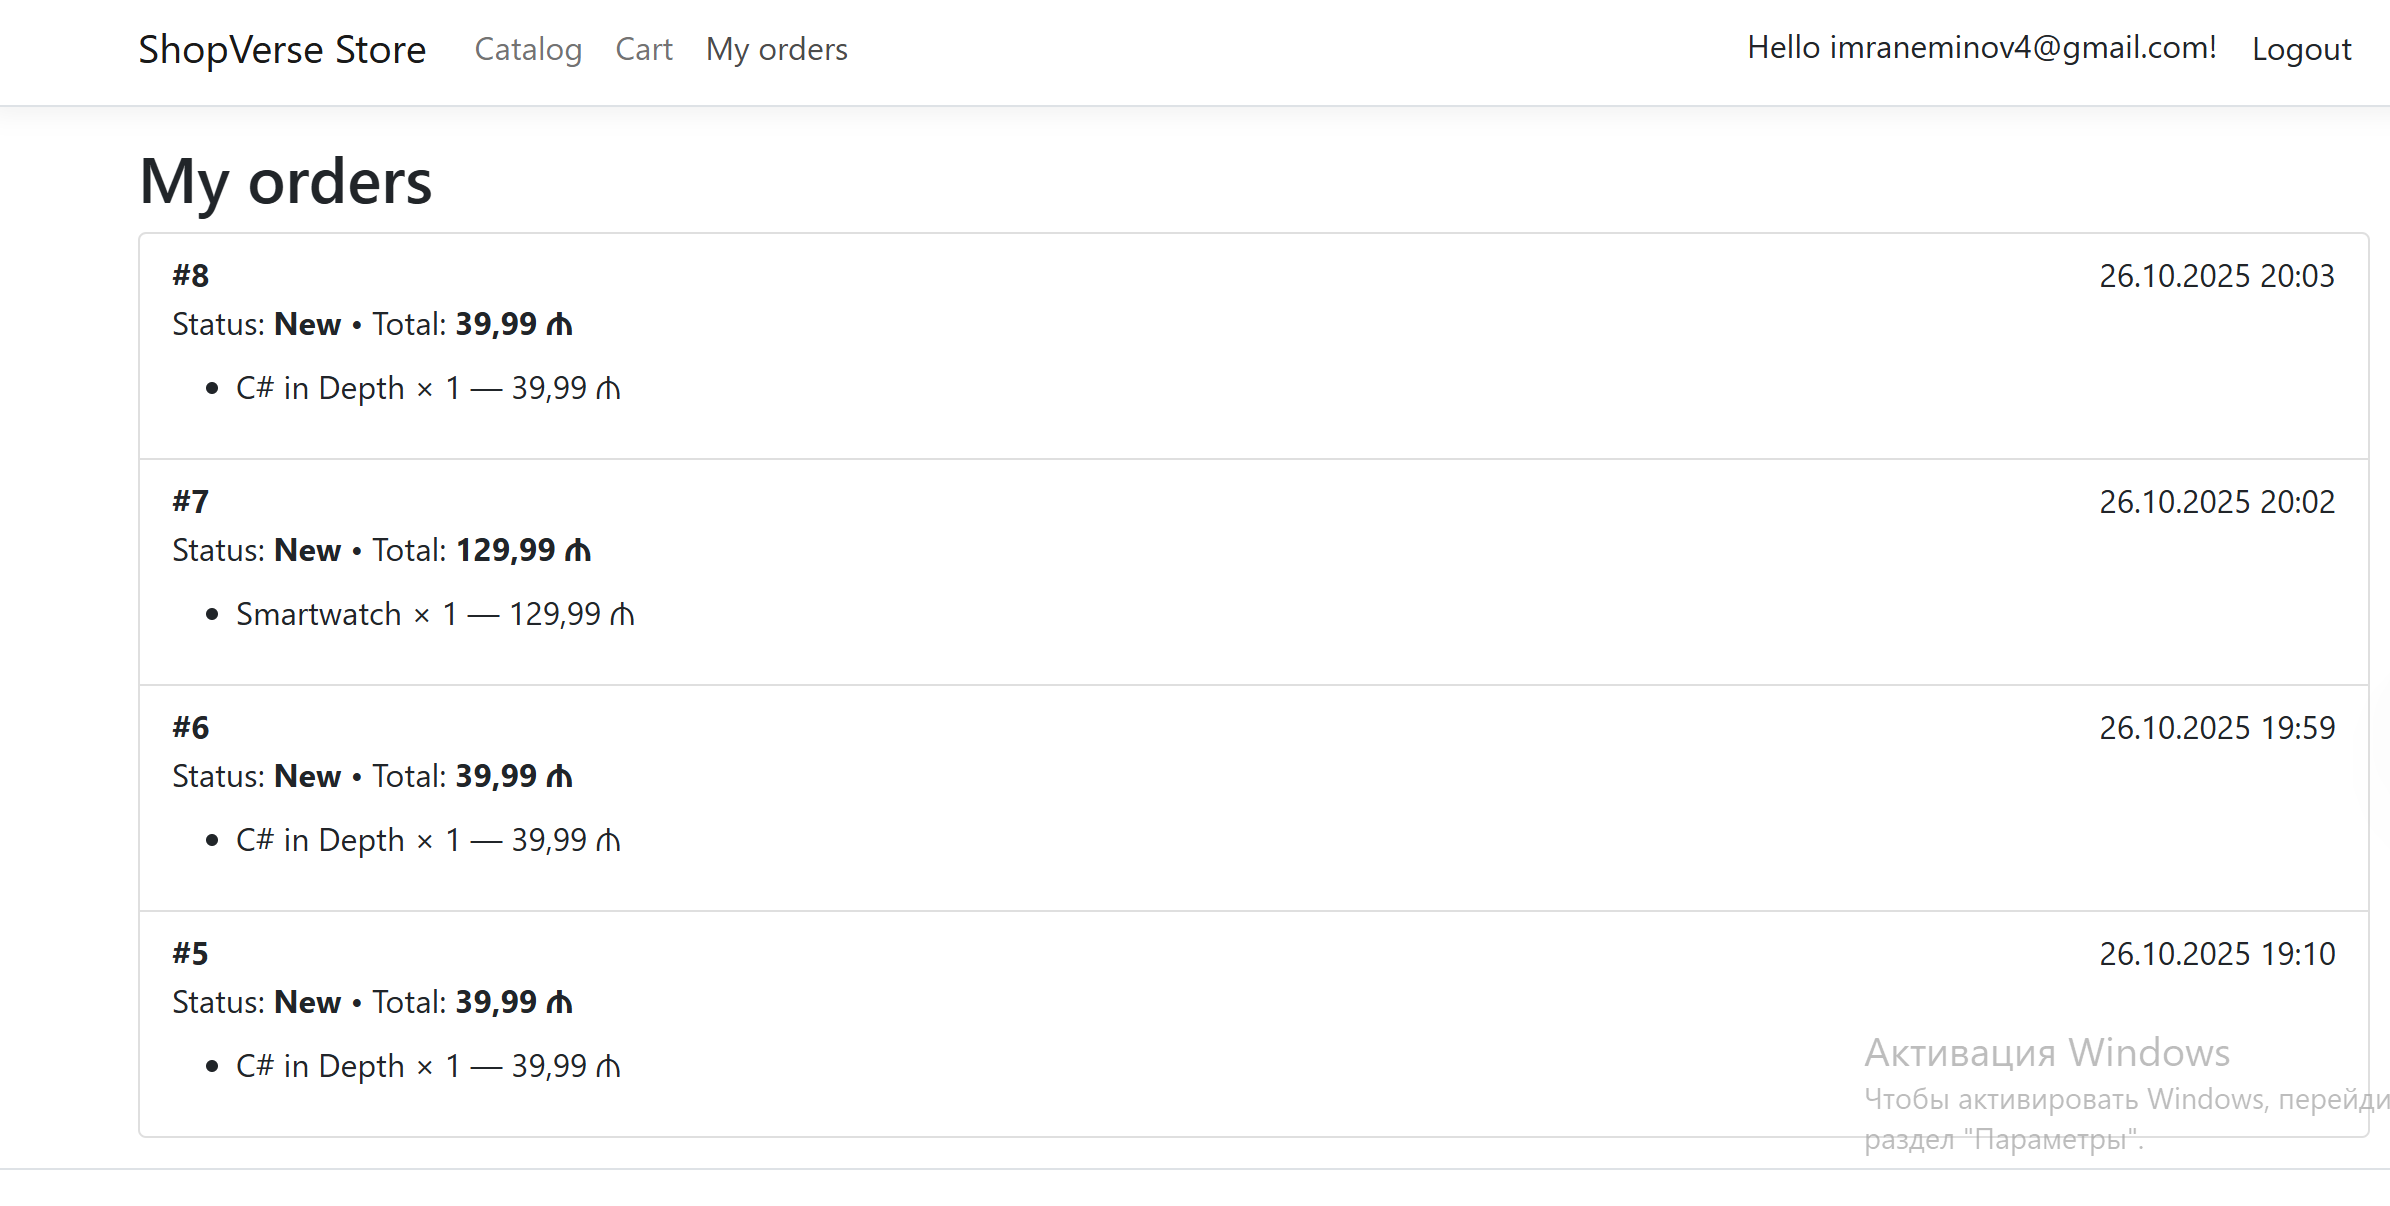 ShopVerse Store Catalog Cart My orders Hello imraneminov4@gmail.com! Logout
My orders
#8 26.10.2025 20:03
Status: New • Total: 39,99 ₼
• C# in Depth × 1 — 39,99 ₼
#7 26.10.2025 20:02
Status: New • Total: 129,99 ₼
• Smartwatch × 1 — 129,99 ₼
#6 26.10.2025 19:59
Status: New • Total: 39,99 ₼
• C# in Depth × 1 — 39,99 ₼
#5 26.10.2025 19:10
Status: New • Total: 39,99 ₼
• C# in Depth × 1 — 39,99 ₼
Активация Windows
Чтобы активировать Windows, перейди
раздел "Параметры".